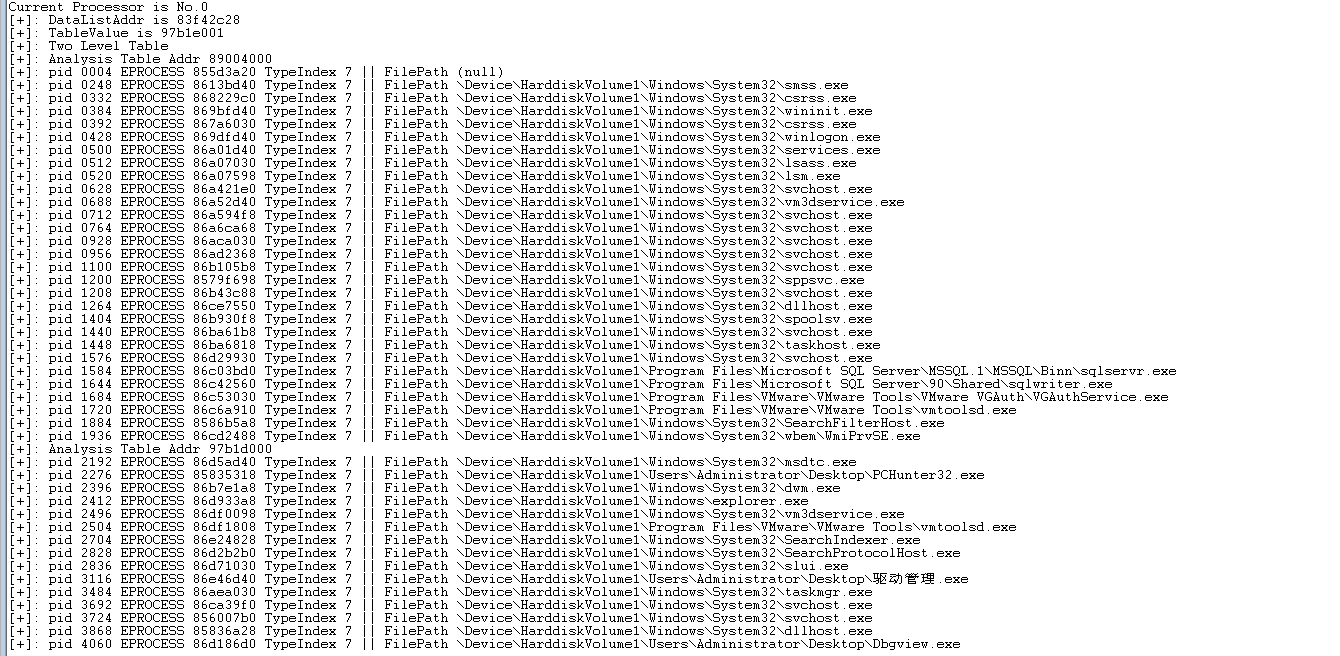 Current Processor is No.0
[+]: DataListAddr is 83f42c28
[+]: TableValue is 97b1e001
[+]: Two Level Table
[+]: Analysis Table Addr 89004000
[+]: pid 0004 EPROCESS 855d3a20 TypeIndex 7 || FilePath (null)
[+]: pid 0248 EPROCESS 8613bd40 TypeIndex 7 || FilePath \Device\HarddiskVolume1\Windows\System32\smss.exe
[+]: pid 0332 EPROCESS 868229c0 TypeIndex 7 || FilePath \Device\HarddiskVolume1\Windows\System32\csrss.exe
[+]: pid 0384 EPROCESS 869bfd40 TypeIndex 7 || FilePath \Device\HarddiskVolume1\Windows\System32\wininit.exe
[+]: pid 0392 EPROCESS 867a6030 TypeIndex 7 || FilePath \Device\HarddiskVolume1\Windows\System32\csrss.exe
[+]: pid 0428 EPROCESS 869dfd40 TypeIndex 7 || FilePath \Device\HarddiskVolume1\Windows\System32\winlogon.exe
[+]: pid 0500 EPROCESS 86a01d40 TypeIndex 7 || FilePath \Device\HarddiskVolume1\Windows\System32\services.exe
[+]: pid 0512 EPROCESS 86a07030 TypeIndex 7 || FilePath \Device\HarddiskVolume1\Windows\System32\lsass.exe
[+]: pid 0520 EPROCESS 86a07598 TypeIndex 7 || FilePath \Device\HarddiskVolume1\Windows\System32\lsm.exe
[+]: pid 0628 EPROCESS 86a421e0 TypeIndex 7 || FilePath \Device\HarddiskVolume1\Windows\System32\svchost.exe
[+]: pid 0688 EPROCESS 86a52d40 TypeIndex 7 || FilePath \Device\HarddiskVolume1\Windows\System32\vm3dservice.exe
[+]: pid 0712 EPROCESS 86a594f8 TypeIndex 7 || FilePath \Device\HarddiskVolume1\Windows\System32\svchost.exe
[+]: pid 0764 EPROCESS 86a6ca68 TypeIndex 7 || FilePath \Device\HarddiskVolume1\Windows\System32\svchost.exe
[+]: pid 0928 EPROCESS 86aca030 TypeIndex 7 || FilePath \Device\HarddiskVolume1\Windows\System32\svchost.exe
[+]: pid 0956 EPROCESS 86ad2368 TypeIndex 7 || FilePath \Device\HarddiskVolume1\Windows\System32\svchost.exe
[+]: pid 1100 EPROCESS 86b105b8 TypeIndex 7 || FilePath \Device\HarddiskVolume1\Windows\System32\svchost.exe
[+]: pid 1200 EPROCESS 8579f698 TypeIndex 7 || FilePath \Device\HarddiskVolume1\Windows\System32\sppsvc.exe
[+]: pid 1208 EPROCESS 86b43c88 TypeIndex 7 || FilePath \Device\HarddiskVolume1\Windows\System32\svchost.exe
[+]: pid 1264 EPROCESS 86ce7550 TypeIndex 7 || FilePath \Device\HarddiskVolume1\Windows\System32\dllhost.exe
[+]: pid 1404 EPROCESS 86b930f8 TypeIndex 7 || FilePath \Device\HarddiskVolume1\Windows\System32\spoolsv.exe
[+]: pid 1440 EPROCESS 86ba61b8 TypeIndex 7 || FilePath \Device\HarddiskVolume1\Windows\System32\svchost.exe
[+]: pid 1448 EPROCESS 86ba6818 TypeIndex 7 || FilePath \Device\HarddiskVolume1\Windows\System32\taskhost.exe
[+]: pid 1576 EPROCESS 86d29930 TypeIndex 7 || FilePath \Device\HarddiskVolume1\Windows\System32\svchost.exe
[+]: pid 1584 EPROCESS 86c03bd0 TypeIndex 7 || FilePath \Device\HarddiskVolume1\Program Files\Microsoft SQL Server\MSSQL.1\MSSQL\Binn\sqlservr.exe
[+]: pid 1644 EPROCESS 86c42560 TypeIndex 7 || FilePath \Device\HarddiskVolume1\Program Files\Microsoft SQL Server\90\Shared\sqlwriter.exe
[+]: pid 1684 EPROCESS 86c53030 TypeIndex 7 || FilePath \Device\HarddiskVolume1\Program Files\VMware\VMware Tools\VMware VGAuth\VGAuthService.exe
[+]: pid 1720 EPROCESS 86c6a910 TypeIndex 7 || FilePath \Device\HarddiskVolume1\Program Files\VMware\VMware Tools\vmtoolsd.exe
[+]: pid 1884 EPROCESS 8586b5a8 TypeIndex 7 || FilePath \Device\HarddiskVolume1\Windows\System32\SearchFilterHost.exe
[+]: pid 1936 EPROCESS 86cd2488 TypeIndex 7 || FilePath \Device\HarddiskVolume1\Windows\System32\wbem\WmiPrvSE.exe
[+]: Analysis Table Addr 97b1d000
[+]: pid 2192 EPROCESS 86d5ad40 TypeIndex 7 || FilePath \Device\HarddiskVolume1\Windows\System32\msdtc.exe
[+]: pid 2276 EPROCESS 85835318 TypeIndex 7 || FilePath \Device\HarddiskVolume1\Users\Administrator\Desktop\PCHunter32.exe
[+]: pid 2396 EPROCESS 86b7e1a8 TypeIndex 7 || FilePath \Device\HarddiskVolume1\Windows\System32\dwm.exe
[+]: pid 2412 EPROCESS 86d933a8 TypeIndex 7 || FilePath \Device\HarddiskVolume1\Windows\explorer.exe
[+]: pid 2496 EPROCESS 86df0098 TypeIndex 7 || FilePath \Device\HarddiskVolume1\Windows\System32\vm3dservice.exe
[+]: pid 2504 EPROCESS 86df1808 TypeIndex 7 || FilePath \Device\HarddiskVolume1\Program Files\VMware\VMware Tools\vmtoolsd.exe
[+]: pid 2704 EPROCESS 86e24828 TypeIndex 7 || FilePath \Device\HarddiskVolume1\Windows\System32\SearchIndexer.exe
[+]: pid 2828 EPROCESS 86d2b2b0 TypeIndex 7 || FilePath \Device\HarddiskVolume1\Windows\System32\SearchProtocolHost.exe
[+]: pid 2836 EPROCESS 86d71030 TypeIndex 7 || FilePath \Device\HarddiskVolume1\Windows\System32\slui.exe
[+]: pid 3116 EPROCESS 86e46d40 TypeIndex 7 || FilePath \Device\HarddiskVolume1\Users\Administrator\Desktop\驱动管理.exe
[+]: pid 3484 EPROCESS 86aea030 TypeIndex 7 || FilePath \Device\HarddiskVolume1\Windows\System32\taskmgr.exe
[+]: pid 3692 EPROCESS 86ca39f0 TypeIndex 7 || FilePath \Device\HarddiskVolume1\Windows\System32\svchost.exe
[+]: pid 3724 EPROCESS 856007b0 TypeIndex 7 || FilePath \Device\HarddiskVolume1\Windows\System32\svchost.exe
[+]: pid 3868 EPROCESS 85836a28 TypeIndex 7 || FilePath \Device\HarddiskVolume1\Windows\System32\dllhost.exe
[+]: pid 4060 EPROCESS 86d186d0 TypeIndex 7 || FilePath \Device\HarddiskVolume1\Users\Administrator\Desktop\Dbgview.exe